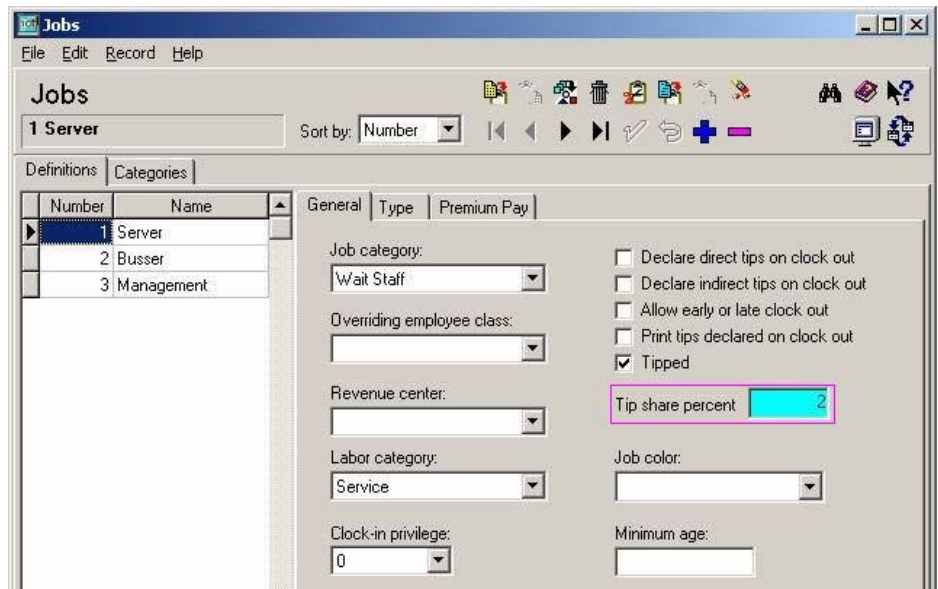 Jobs
File Edit Record Help
Jobs
1 Server
Sort by: Number
Definitions Categories
Number Name
1 Server
2 Busser
3 Management
General Type Premium Pay
Job category:
Wait Staff
Overriding employee class:
Revenue center:
Labor category:
Service
Clock-in privilege:
0
Declare direct tips on clock out
Declare indirect tips on clock out
Allow early or late clock out
Print tips declared on clock out
Tipped
Tip share percent 2
Job color:
Minimum age: